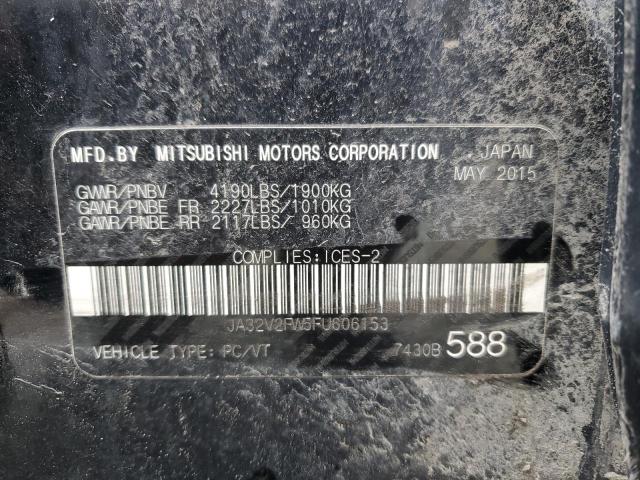 MFD.BY MITSUBISHI MOTORS CORPORATION JAPAN
MAY 2015
GVWR/PNBV 4190LBS/1900KG
GAWR/PNBE FR 2227LBS/1010KG
GAWR/PNBE RR 2117LBS/ 960KG
COMPLIES:ICES-2
JA32V2FW5FU606153
VEHICLE TYPE: PC/VT 7430B 588